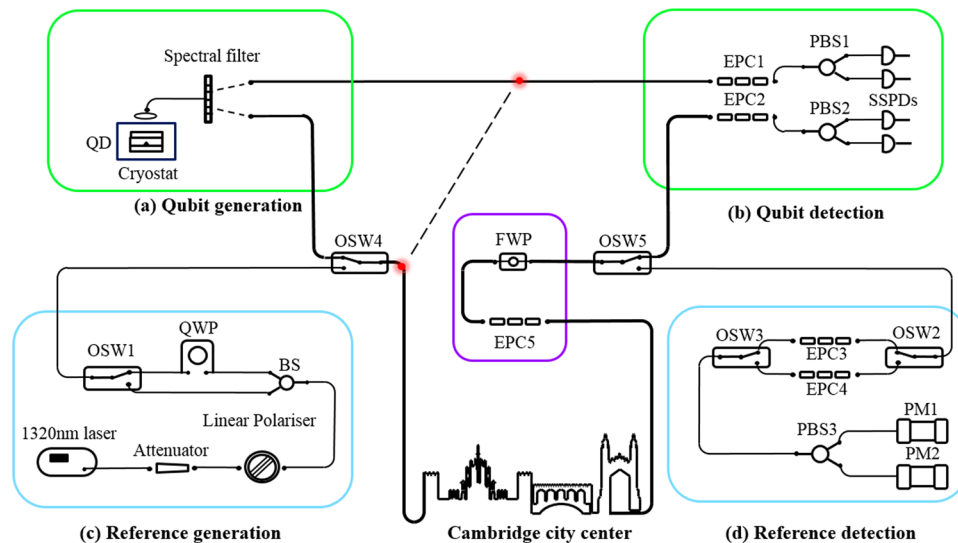 Spectral filter
QD
Cryostat
(a) Qubit generation
EPC1
PBS1
EPC2
PBS2
SSPDs
(b) Qubit detection
OSW4
FWP
OSW5
EPC5
QWP
OSW1
BS
Linear Polariser
1320nm laser
Attenuator
(c) Reference generation
Cambridge city center
OSW3
OSW2
EPC3
EPC4
PBS3
PM1
PM2
(d) Reference detection